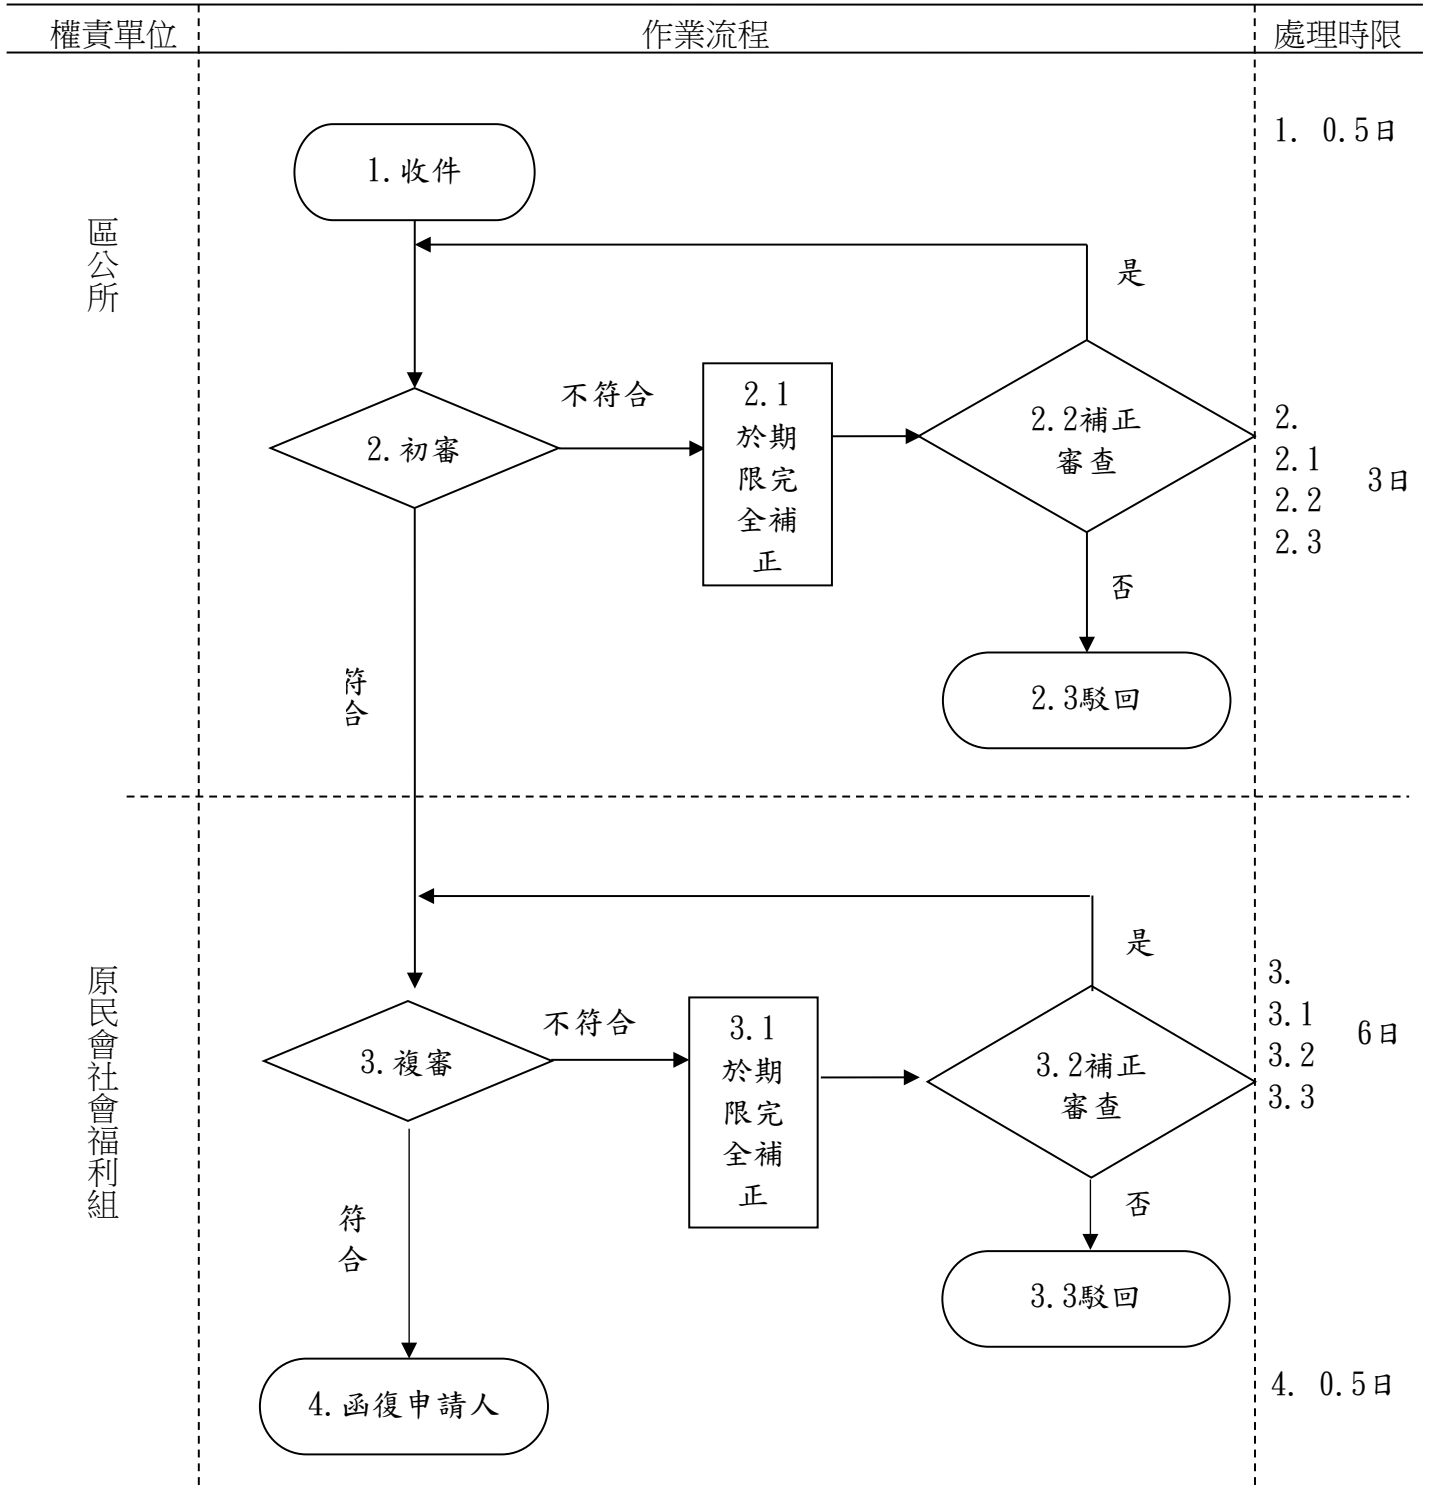 權責單位
作業流程
處理時限
區公所
1.收件
1. 0.5日
是
2.初審
不符合
2.1
於期
限完
全補
正
2.2補正
審查
2.
2.1
2.2
2.3
3日
否
2.3駁回
符
合
原民會社會福利組
是
3.複審
不符合
3.1
於期
限完
全補
正
3.2補正
審查
3.
3.1
3.2
3.3
6日
否
3.3駁回
符
合
4.函復申請人
4. 0.5日